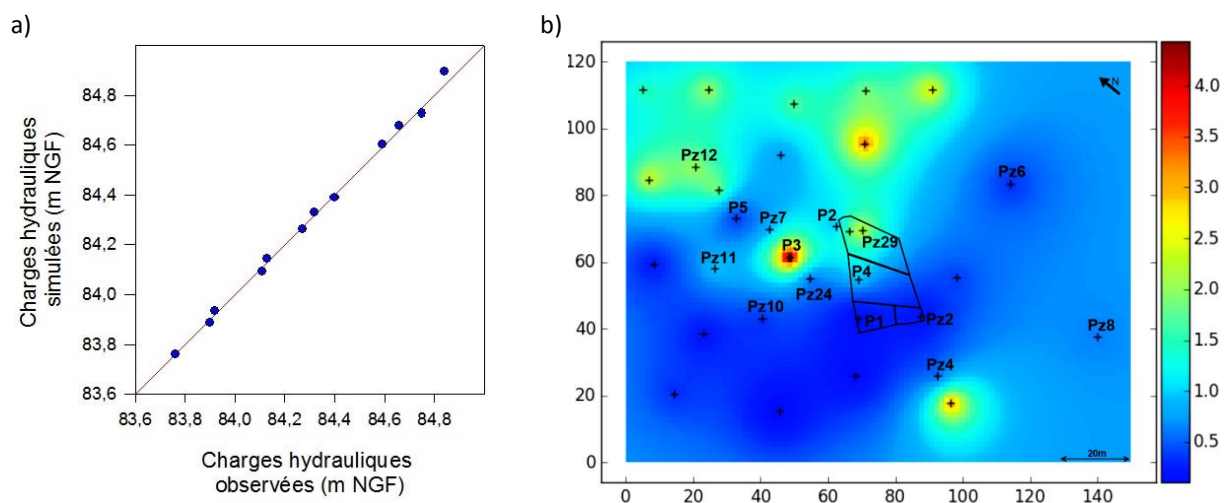 a)
84,8
84,6
84,4
84,2
84,0
83,8
83,6
83,6 83,8 84,0 84,2 84,4 84,6 84,8
Charges hydrauliques
simulées (m NGF)
Charges hydrauliques
observées (m NGF)
b)
120
100
80
60
40
20
0
0 20 40 60 80 100 120 140
N
Pz12
Pz6
P5
Pz7
P2
Pz29
P3
Pz11
P4
Pz24
Pz10
P1
Pz2
Pz8
Pz4
20m
4.0
3.5
3.0
2.5
2.0
1.5
1.0
0.5